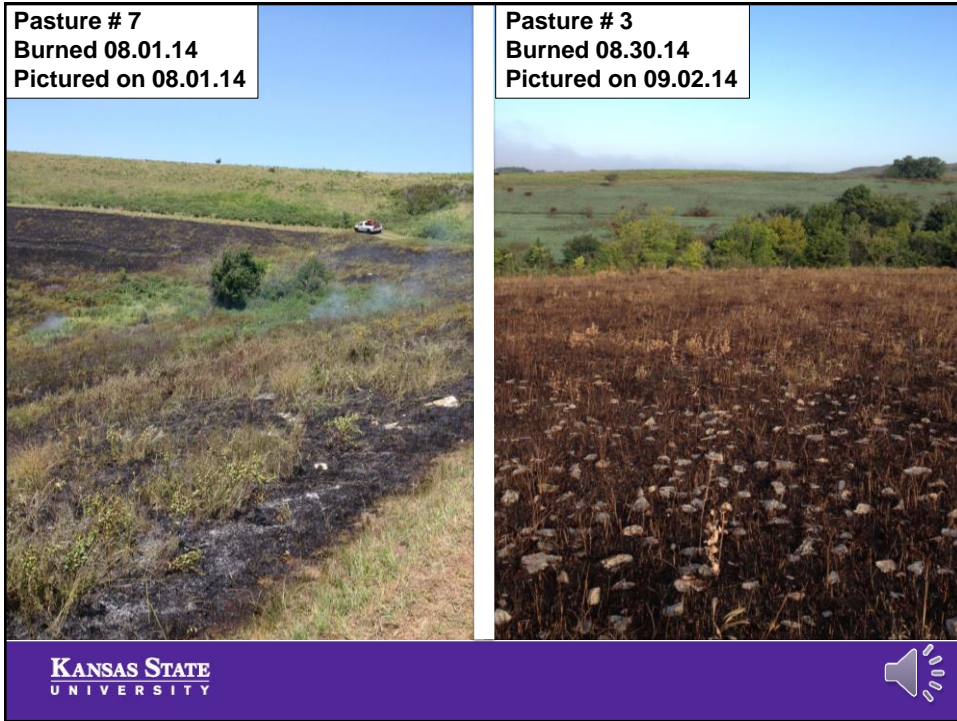 Pasture # 7
Burned 08.01.14
Pictured on 08.01.14
Pasture # 3
Burned 08.30.14
Pictured on 09.02.14
KANSAS STATE
UNIVERSITY